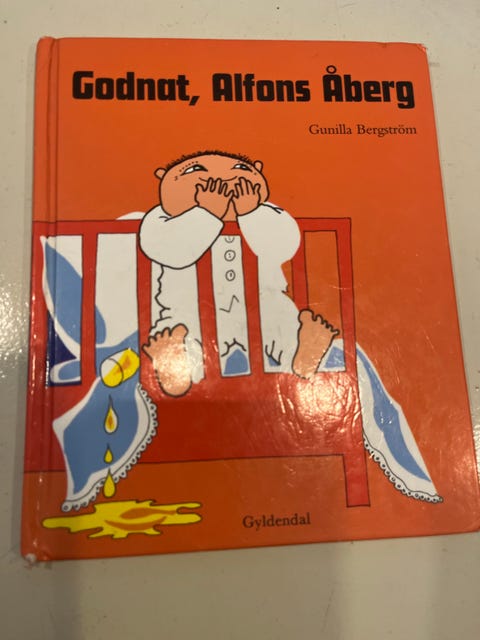 Godnat, Alfons Åberg
Gunilla Bergström
Gyldendal